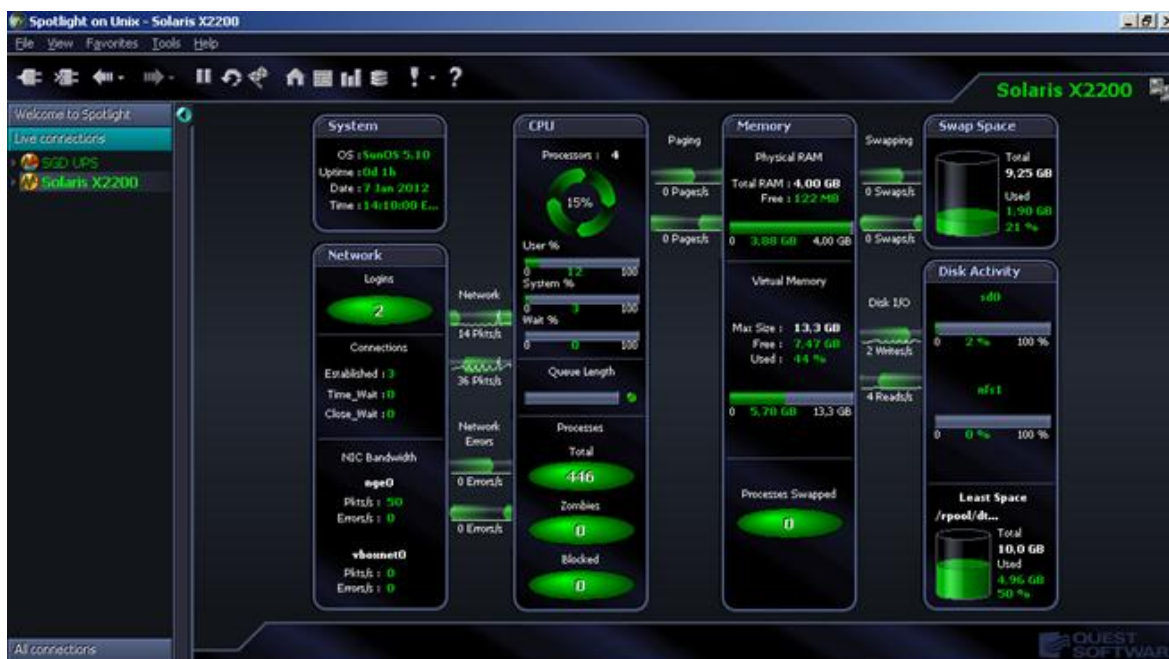 Spotlight on Unix - Solaris X2200
File View Favorites Tools Help
Solaris X2200
Welcome to Spotlight
Live connections
SGD UPS
Solaris X2200
All connections
System
OS : SunOS 5.10
Uptime : 0d 1h
Date : 7 Jan 2012
Time : 14:10:00 E...
Network
Logins
2
Connections
Established : 3
Time_Wait : 0
Close_Wait : 0
NIC Bandwidth
nge0
Pkts/s : 50
Errors/s : 0
vboxnet0
Pkts/s : 0
Errors/s : 0
Network
14 Pkts/s
36 Pkts/s
Network
Errors
0 Errors/s
0 Errors/s
CPU
Processors : 4
15%
User %
0 12 100
System %
0 3 100
Wait %
0 0 100
Queue Length
Processes
Total
446
Zombies
0
Blocked
0
Paging
0 Pages/s
0 Pages/s
Memory
Physical RAM
Total RAM : 4,00 GB
Free : 122 MB
0 3,88 GB 4,00 GB
Virtual Memory
Max Size : 13,3 GB
Free : 7,47 GB
Used : 44 %
0 5,78 GB 13,3 GB
Processes Swapped
0
Swapping
0 Swaps/s
0 Swaps/s
Disk I/O
2 Writes/s
4 Reads/s
Swap Space
Total
9,25 GB
Used
1,90 GB
21 %
Disk Activity
sd0
0 2 % 100 %
nfs1
0 0 % 100 %
Least Space
/rpool/dt...
Total
10,0 GB
Used
4,96 GB
50 %
QUEST
SOFTWAR